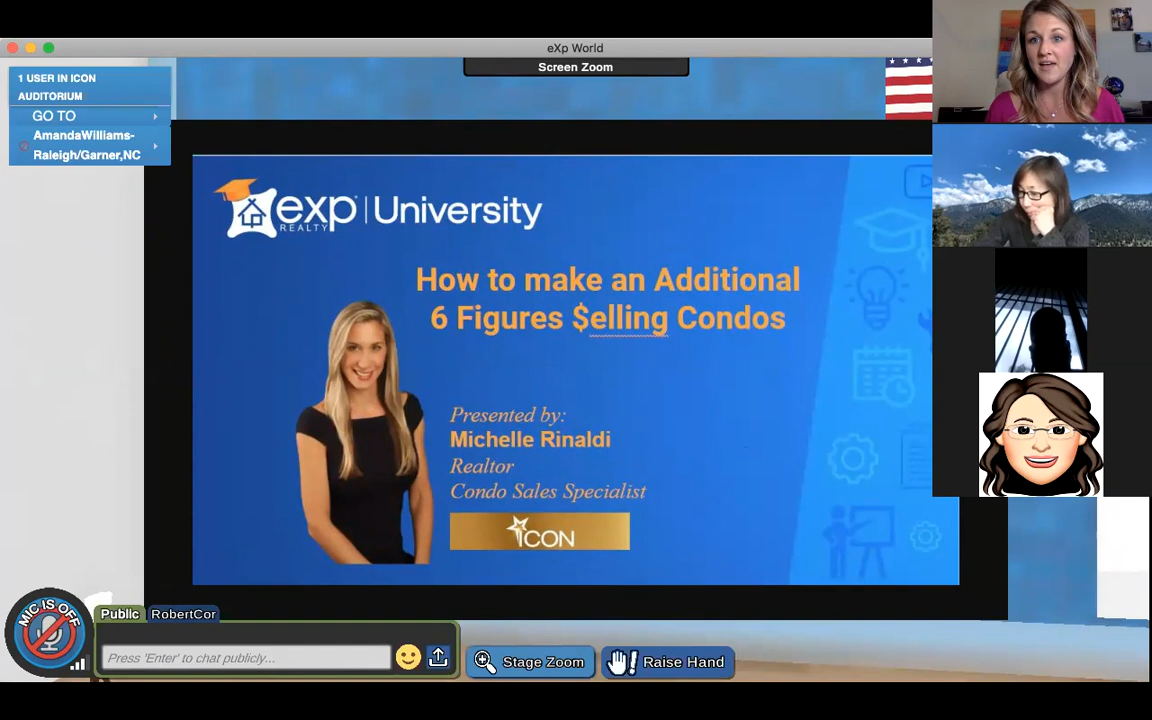 eXp World
Screen Zoom
1 USER IN ICON
AUDITORIUM
GO TO
AmandaWilliams-
Raleigh/Garner,NC
exp University
REALTY
How to make an Additional
6 Figures $elling Condos
Presented by:
Michelle Rinaldi
Realtor
Condo Sales Specialist
ICON
MIC IS OFF
Public
RobertCor
Press 'Enter' to chat publicly...
Stage Zoom
Raise Hand